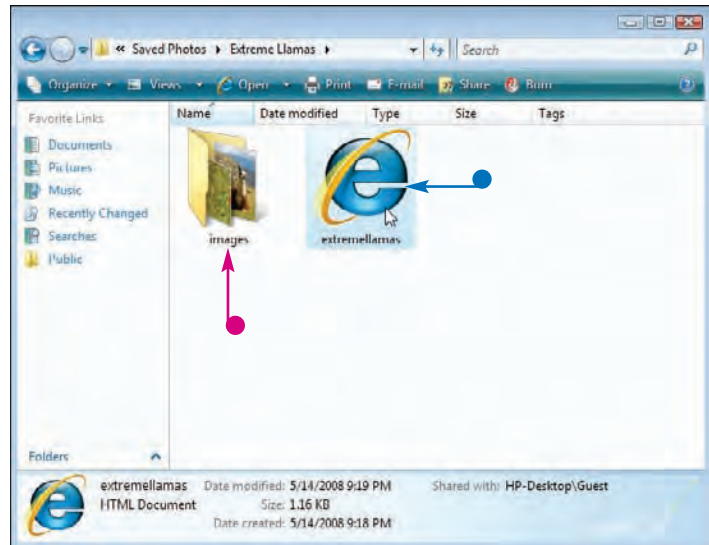 « Saved Photos ▸ Extreme Llamas ▸ Search
Organize Views Open Print E-mail Share Burn
Favorite Links
Name Date modified Type Size Tags
Documents
Pictures
Music
Recently Changed
Searches
Public
images
extremellamas
Folders
extremellamas Date modified: 5/14/2008 9:19 PM Shared with: HP-Desktop\Guest
HTML Document Size: 1.16 KB
Date created: 5/14/2008 9:18 PM